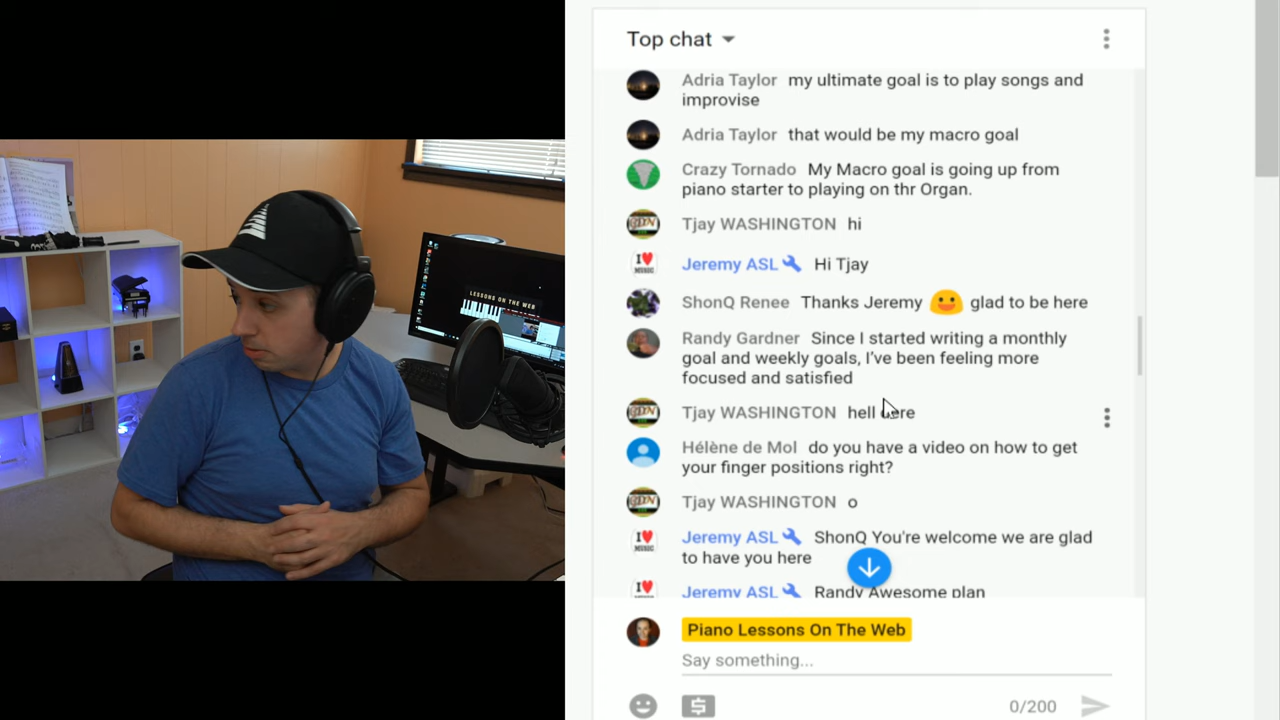 Top chat
Adria Taylor my ultimate goal is to play songs and
improvise
Adria Taylor that would be my macro goal
Crazy Tornado My Macro goal is going up from
piano starter to playing on thr Organ.
Tjay WASHINGTON hi
Jeremy ASL Hi Tjay
ShonQ Renee Thanks Jeremy glad to be here
Randy Gardner Since I started writing a monthly
goal and weekly goals, I've been feeling more
focused and satisfied
Tjay WASHINGTON hell
Hélène de Mol do you have a video on how to get
your finger positions right?
Tjay WASHINGTON o
Jeremy ASL ShonQ You're welcome we are glad
to have you here
Jeremy ASL Randy Awesome plan
Piano Lessons On The Web
Say something...
0/200
LESSONS ON THE WEB
I ♥
MUSIC
I ♥
MUSIC
I ♥